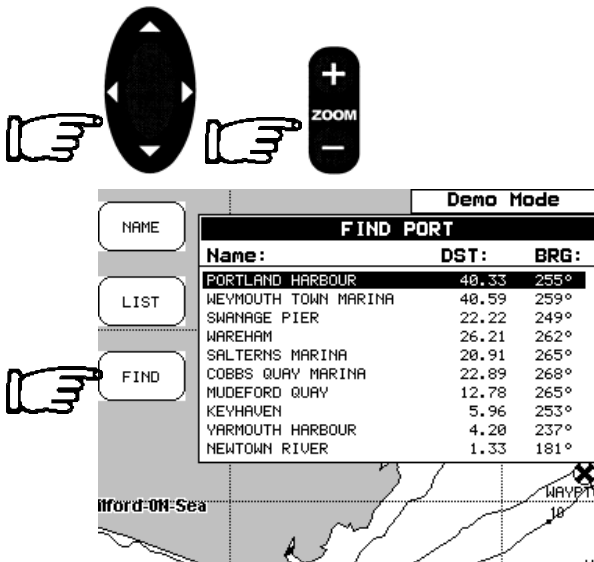 ZOOM
Demo Mode
NAME
FIND PORT
Name: DST: BRG:
PORTLAND HARBOUR 40.33 255°
LIST
WEYMOUTH TOWN MARINA 40.59 259°
SWANAGE PIER 22.22 249°
WAREHAM 26.21 262°
SALTERNS MARINA 20.91 265°
FIND
COBBS QUAY MARINA 22.89 268°
MUDEFORD QUAY 12.78 265°
KEYHAVEN 5.96 253°
YARMOUTH HARBOUR 4.20 237°
NEWTOWN RIVER 1.33 181°
WAYPT
ilford-ON-Sea
10